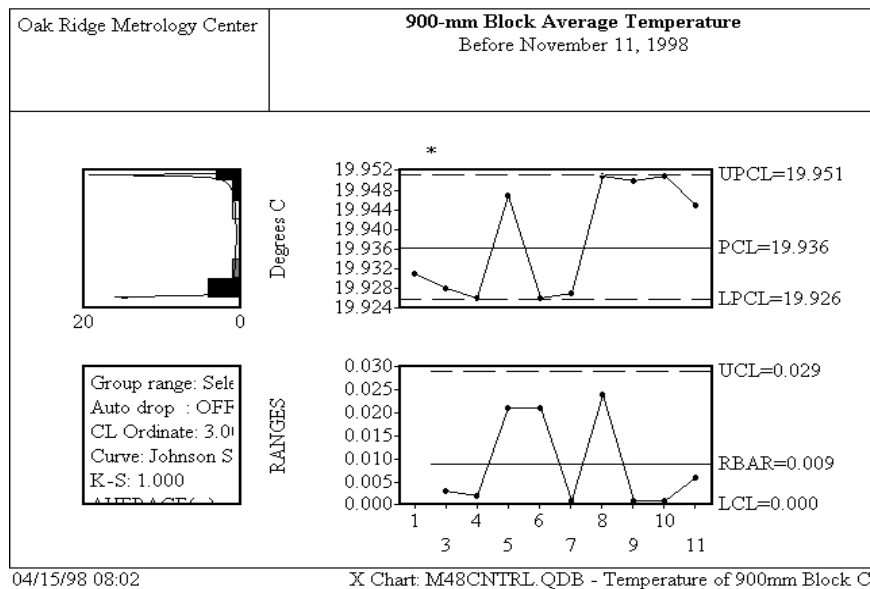 Oak Ridge Metrology Center
900-mm Block Average Temperature
Before November 11, 1998
*
19.952
19.948
19.944
19.940
19.936
19.932
19.928
19.924
Degrees C
UPCL=19.951
PCL=19.936
LPCL=19.926
20 0
Group range: Sele
Auto drop : OFF
CL Ordinate: 3.0
Curve: Johnson S
K-S: 1.000
0.030
0.025
0.020
0.015
0.010
0.005
0.000
RANGES
UCL=0.029
RBAR=0.009
LCL=0.000
1 4 6 8 10
3 5 7 9 11
04/15/98 08:02
X Chart: M48CNTRL.QDB - Temperature of 900mm Block C